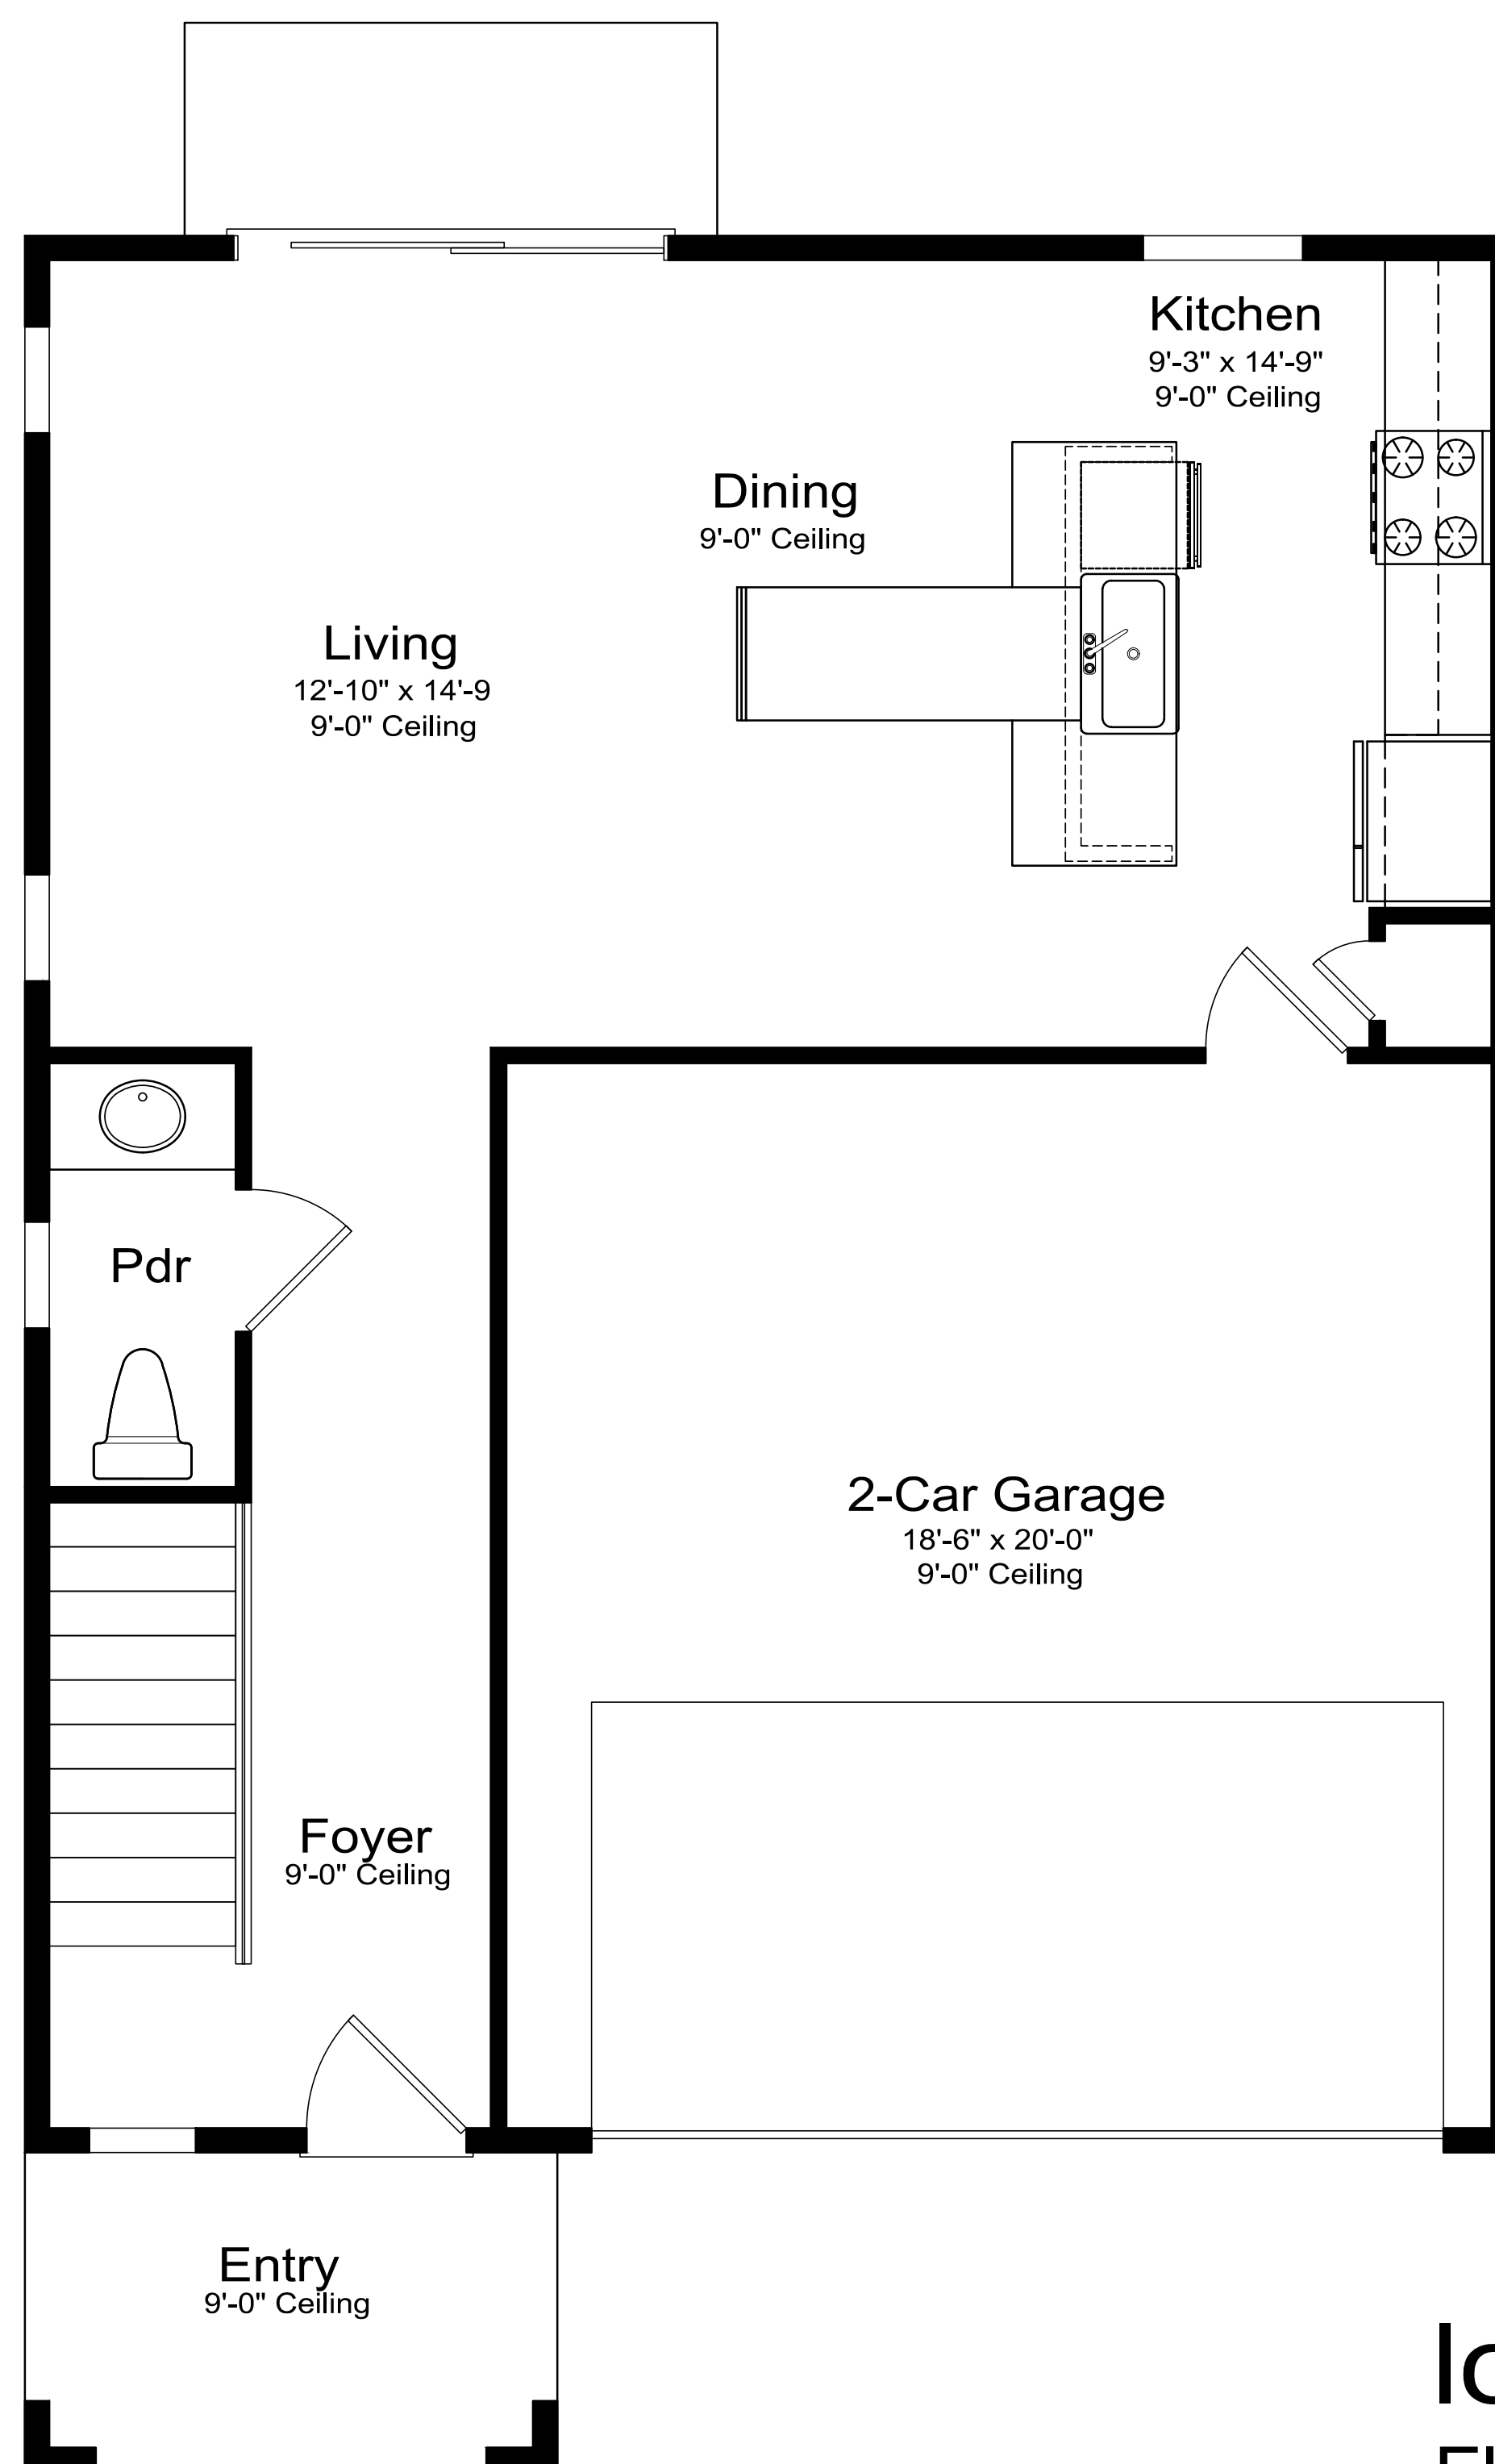 Kitchen
9'-3" x 14'-9"
9'-0" Ceiling
Dining
9'-0" Ceiling
Living
12'-10" x 14'-9
9'-0" Ceiling
Pdr
2-Car Garage
18'-6" x 20'-0"
9'-0" Ceiling
Foyer
9'-0" Ceiling
Entry
9'-0" Ceiling